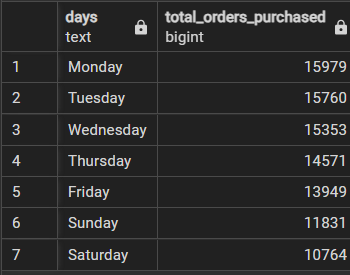 days total_orders_purchased
text bigint
1 Monday 15979
2 Tuesday 15760
3 Wednesday 15353
4 Thursday 14571
5 Friday 13949
6 Sunday 11831
7 Saturday 10764